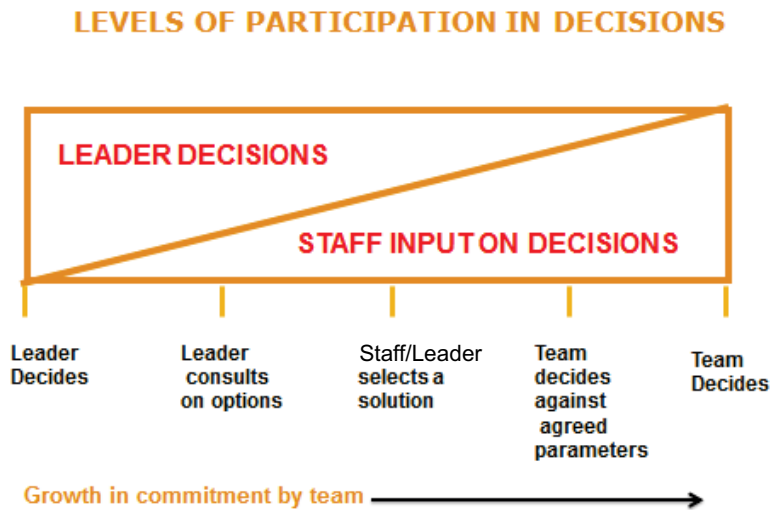 LEVELS OF PARTICIPATION IN DECISIONS
LEADER DECISIONS
STAFF INPUT ON DECISIONS
Leader
Decides
Leader
consults
on options
Staff/Leader
selects a
solution
Team
decides
against
agreed
parameters
Team
Decides
Growth in commitment by team